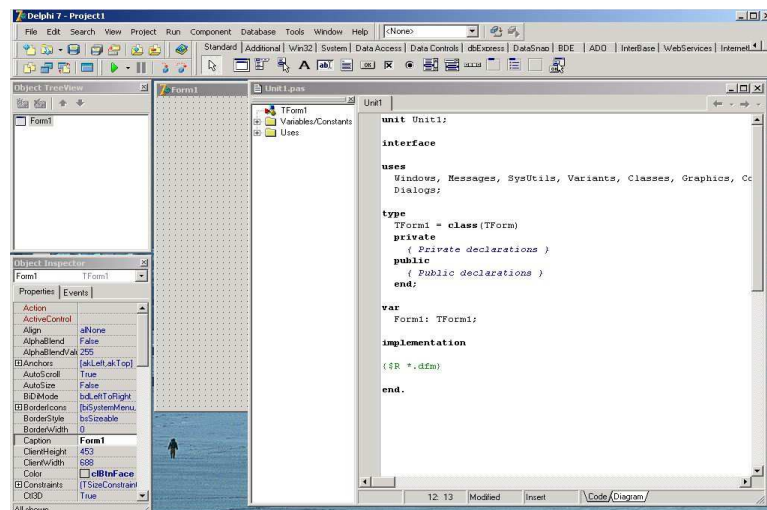 Delphi 7 - Project1
File Edit Search View Project Run Component Database Tools Window Help <None>
Standard Additional Win32 System Data Access Data Controls dbExpress DataSnap BDE ADO InterBase WebServices
Object TreeView
Form1
Form1
Unit1.pas
TForm1
Variables/Constants
Uses
Unit1
unit Unit1;
interface
uses
Windows, Messages, SysUtils, Variants, Classes, Graphics,
Dialogs;
type
TForm1 = class(TForm)
private
{ Private declarations }
public
{ Public declarations }
end;
var
Form1: TForm1;
implementation
{$R *.dfm}
end.
12: 13 Modified Insert Code Diagram
Object Inspector
Form1 TForm1
Properties Events
Action
ActiveControl
Align alNone
AlphaBlend False
AlphaBlendVal 255
Anchors [akLeft,akTop]
AutoScroll True
AutoSize False
BiDiMode bdLeftToRight
BorderIcons [biSystemMenu,
BorderStyle bsSizeable
BorderWidth 0
Caption Form1
ClientHeight 453
ClientWidth 688
Color clBtnFace
Constraints (TSizeConstraint
Ctl3D True
All shown